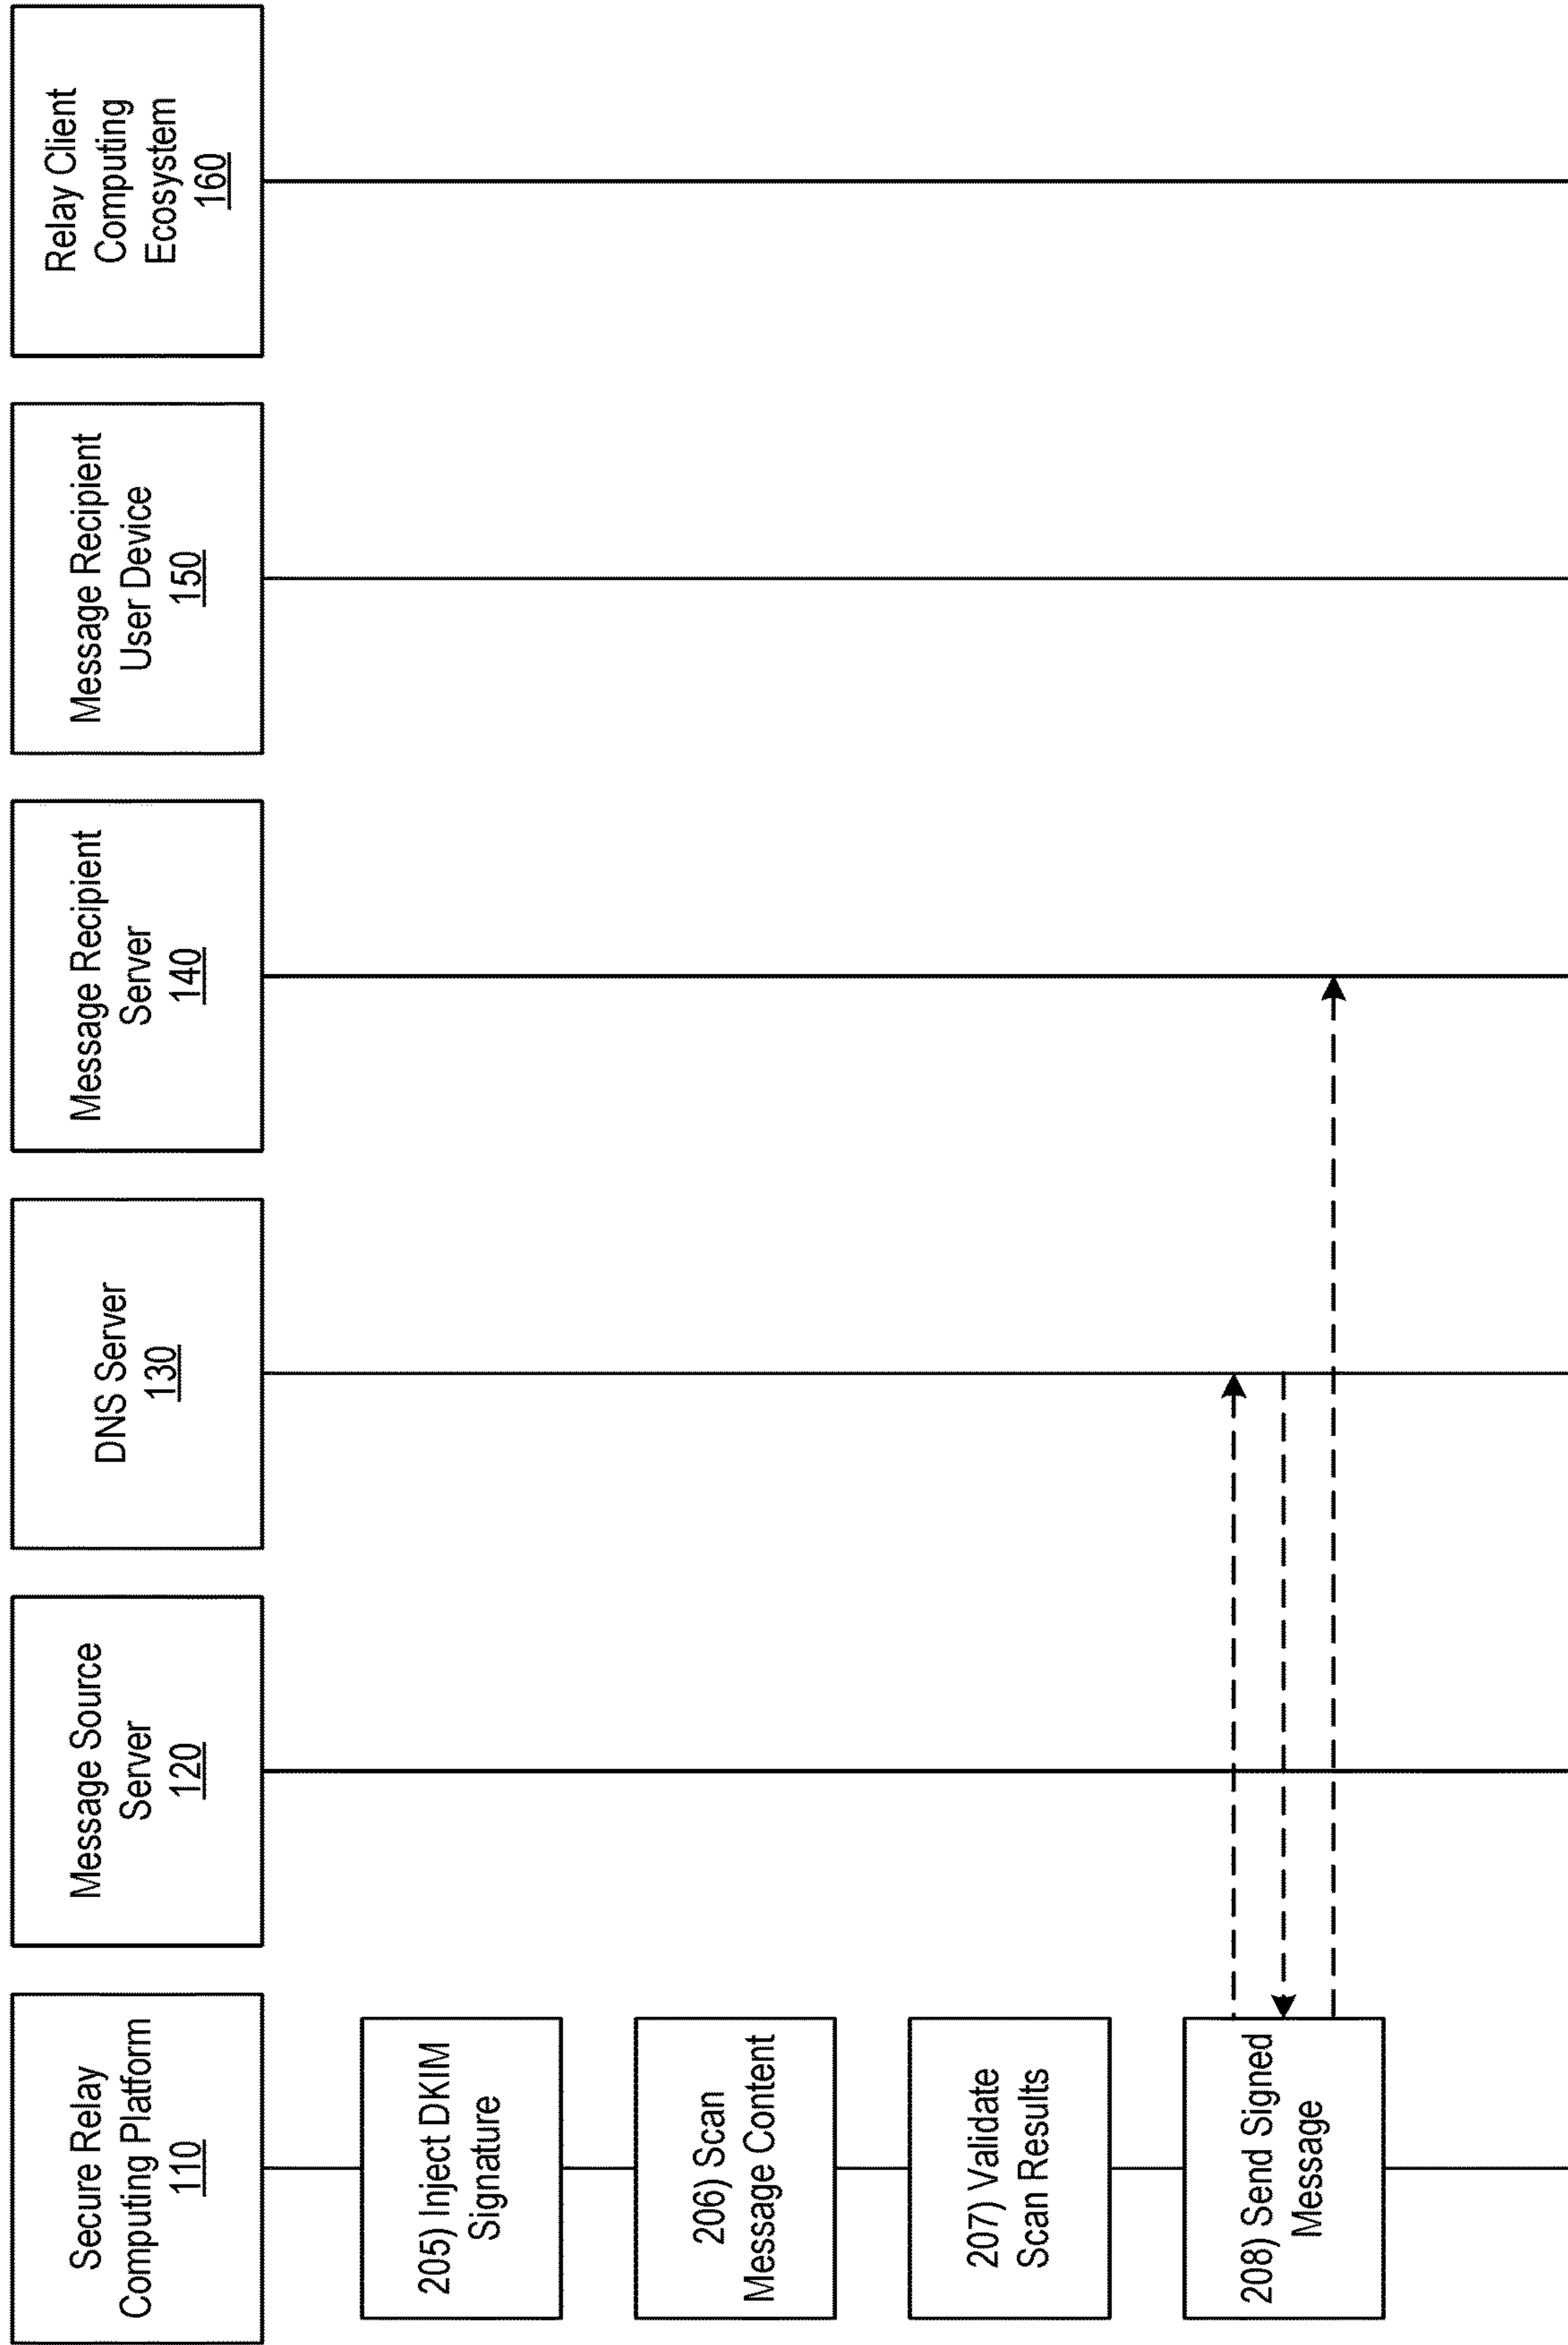 Secure Relay
Computing Platform
110
Message Source
Server
120
DNS Server
130
Message Recipient
Server
140
Message Recipient
User Device
150
Relay Client
Computing
Ecosystem
160
205) Inject DKIM
Signature
206) Scan
Message Content
207) Validate
Scan Results
208) Send Signed
Message